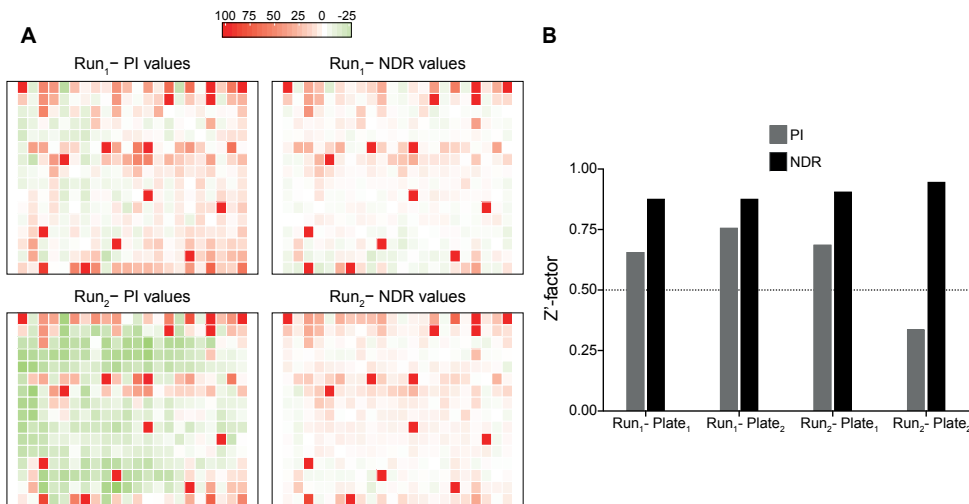 100 75 50 25 0 -25
A
B
Run₁– PI values
Run₁– NDR values
Run₂– PI values
Run₂– NDR values
PI
NDR
1.00
0.75
0.50
0.25
0.00
Z'-factor
Run₁- Plate₁
Run₁- Plate₂
Run₂- Plate₁
Run₂- Plate₂